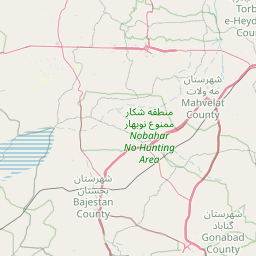 Torb
e-Heyd
Count
شهرستان
مه ولات
Mahvelat
County
منطقه شکار
ممنوع نوبهار
Nobahar
No-Hunting
Area
شهرستان
بجستان
Bajestan
County
شهرستان
گناباد
Gonabad
County